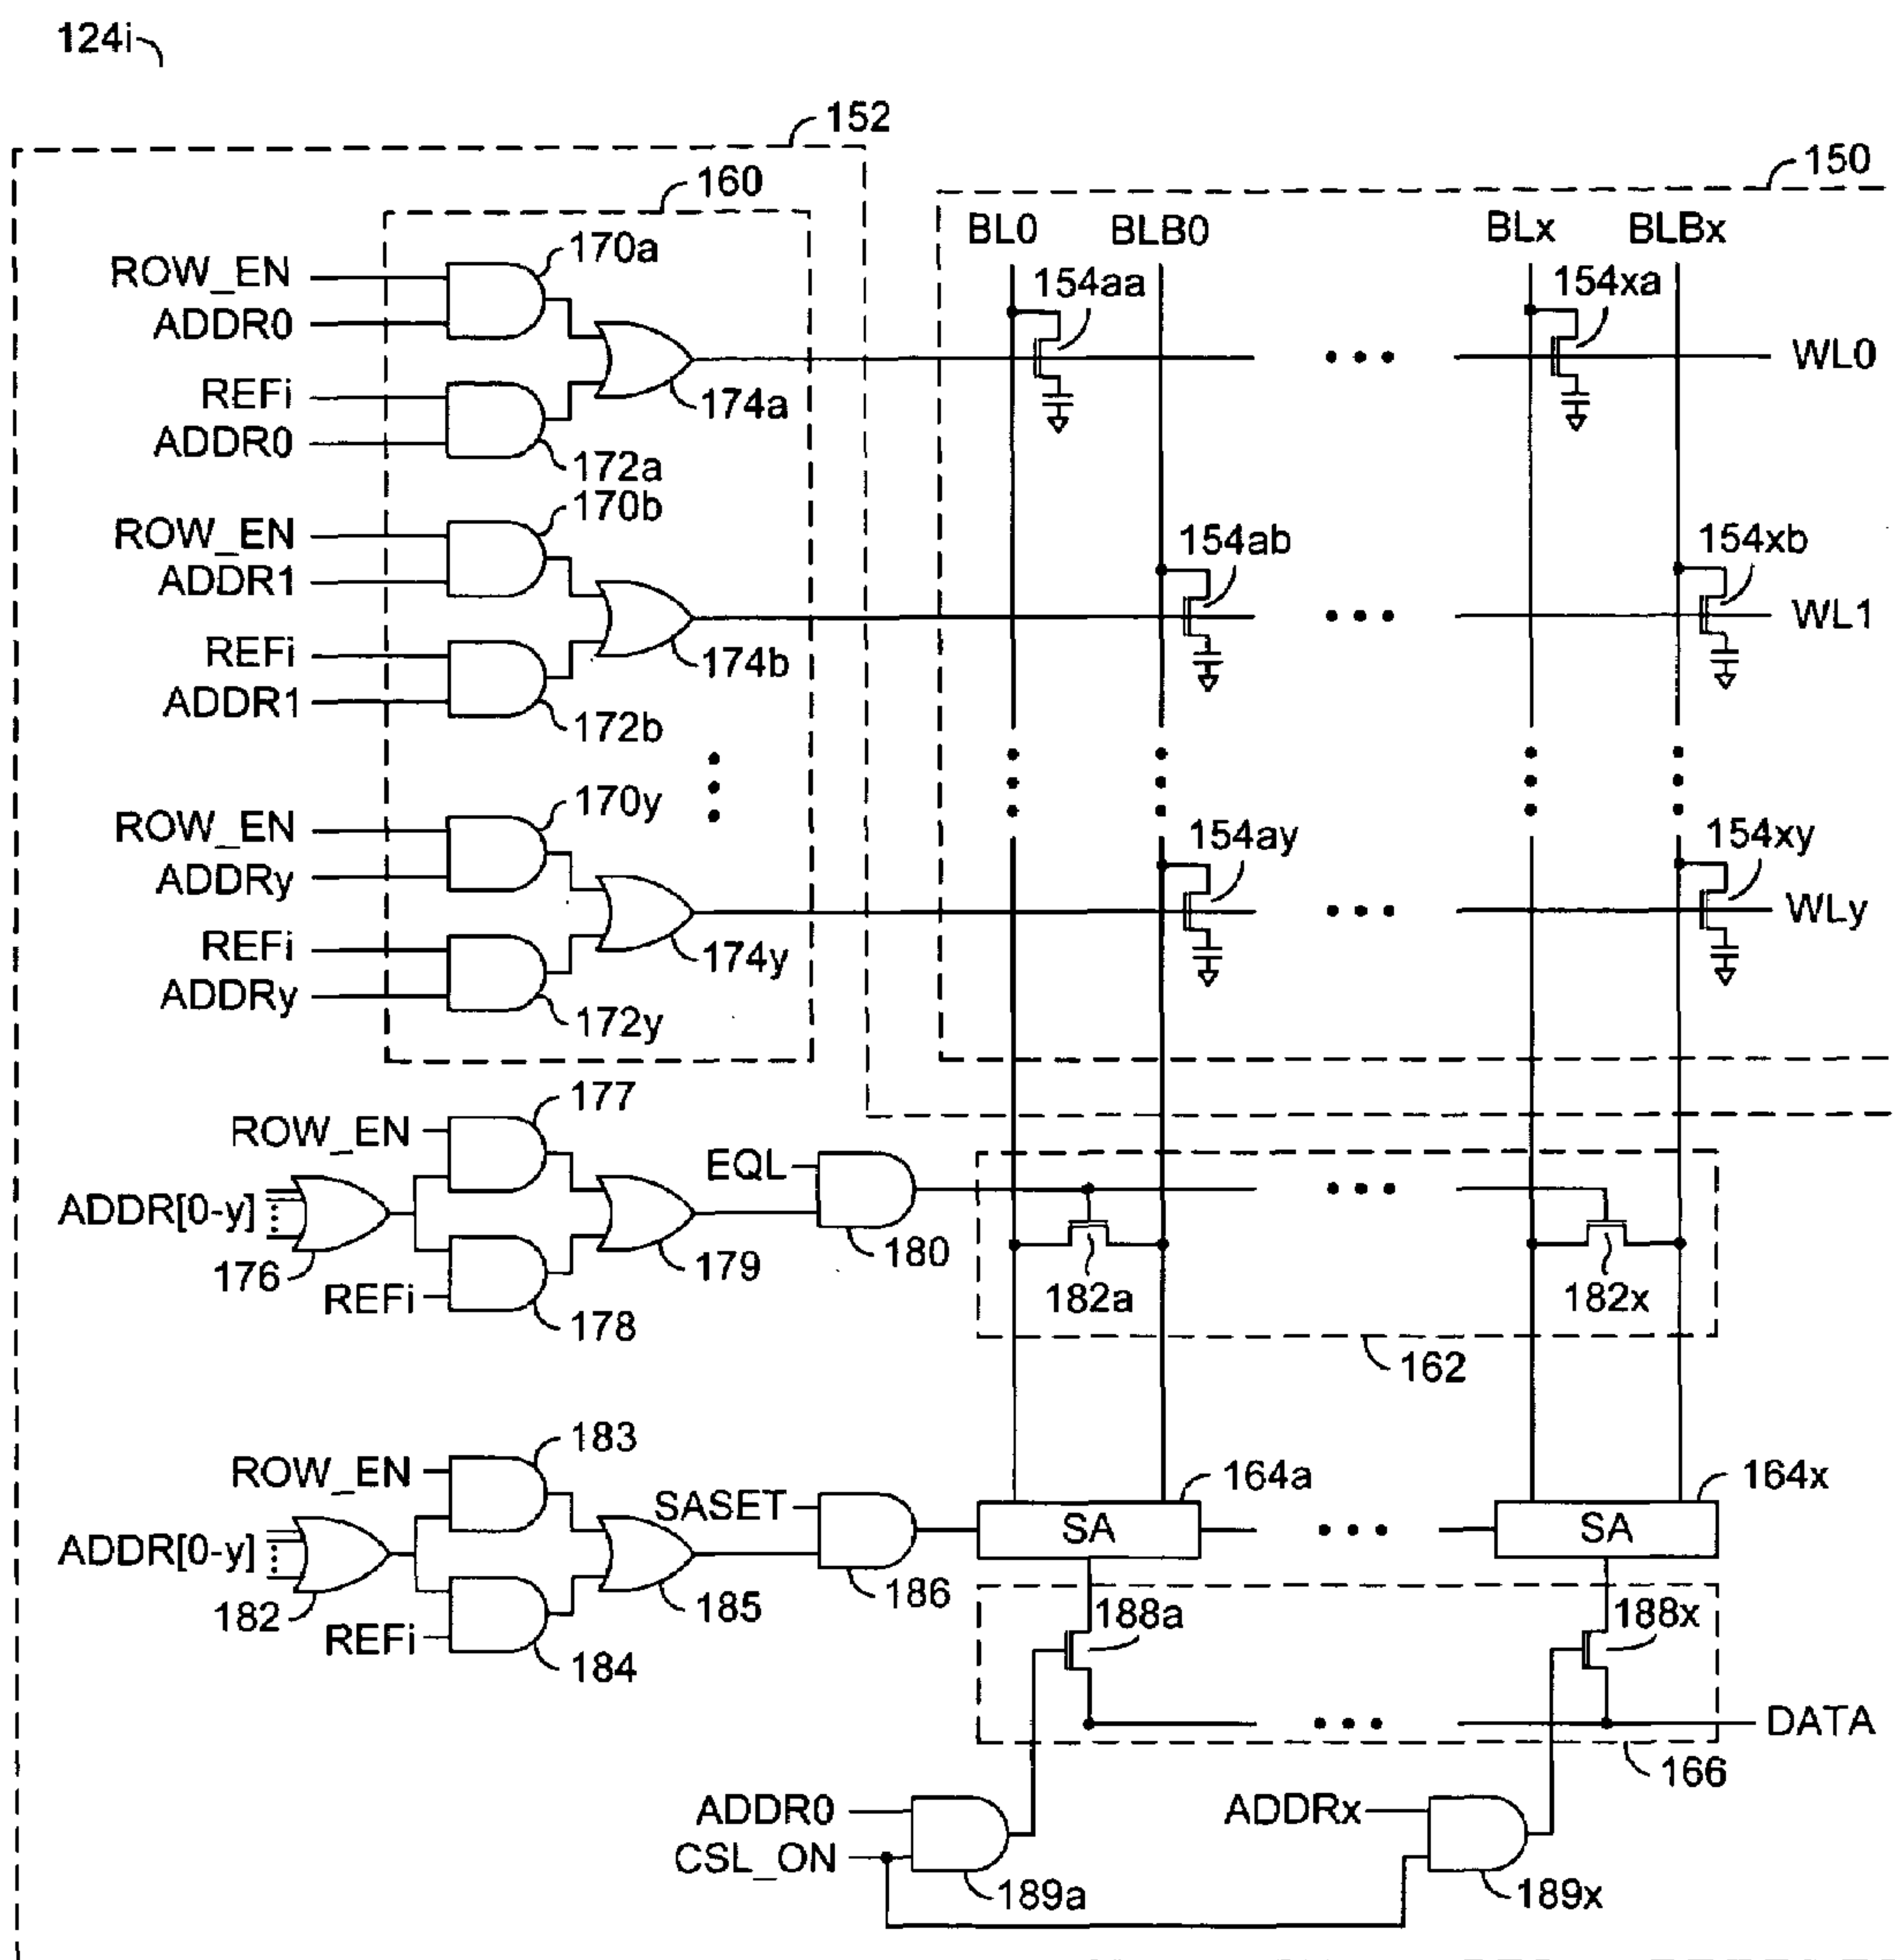 124i
152
150
160
BL0
BLB0
BLx
BLBx
170a
ROW_EN
ADDR0
154aa
154xa
WL0
REFi
ADDR0
174a
172a
170b
ROW_EN
ADDR1
154ab
154xb
WL1
REFi
ADDR1
174b
172b
170y
ROW_EN
ADDRy
154ay
154xy
WLy
REFi
ADDRy
174y
172y
177
ROW_EN
EQL
ADDR[0-y]
176
REFi
178
179
180
182a
182x
162
183
ROW_EN
SASET
164a
164x
SA
SA
ADDR[0-y]
182
REFi
184
185
186
188a
188x
DATA
166
ADDR0
CSL_ON
189a
ADDRx
189x